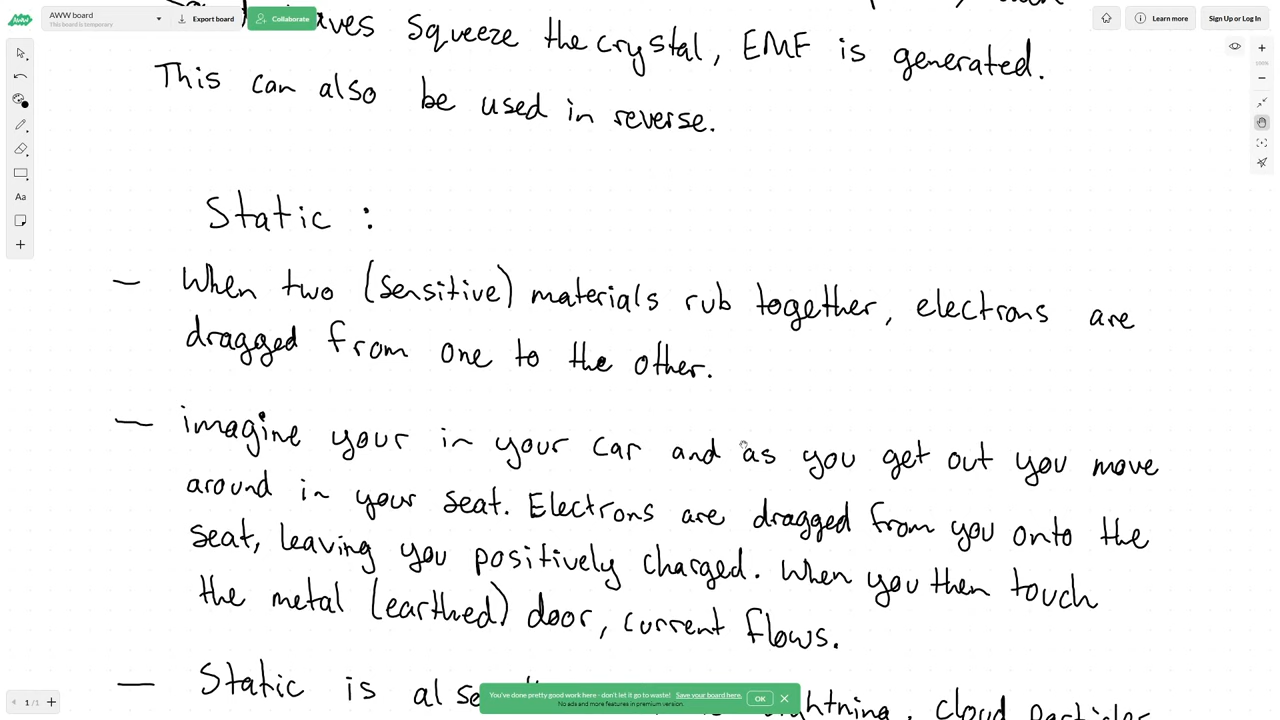 AWW board
This board is temporary
Export board
Collaborate
Learn more
Sign Up or Log In
squeeze the crystal, EMF is generated.
This can also be used in reverse.
100%
Aa
Static :
— When two (sensitive) materials rub together, electrons are
dragged from one to the other.
— imagine your in your car and as you get out you move
around in your seat. Electrons are dragged from you onto the
seat, leaving you positively charged. When you then touch
the metal (earthed) door, current flows.
— Static is
cloud particles
You've done pretty good work here - don't let it go to waste! Save your board here.
No ads and more features in premium version.
OK
1 / 1